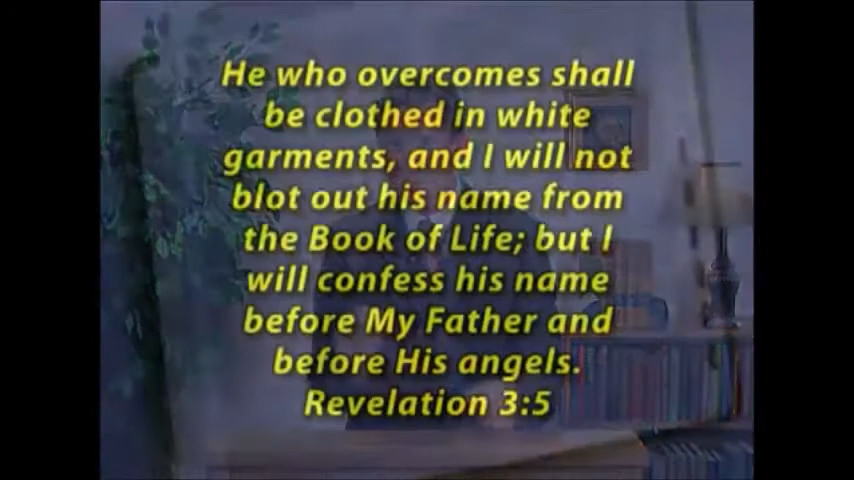 He who overcomes shall
be clothed in white
garments, and I will not
blot out his name from
the Book of Life; but I
will confess his name
before My Father and
before His angels.
Revelation 3:5